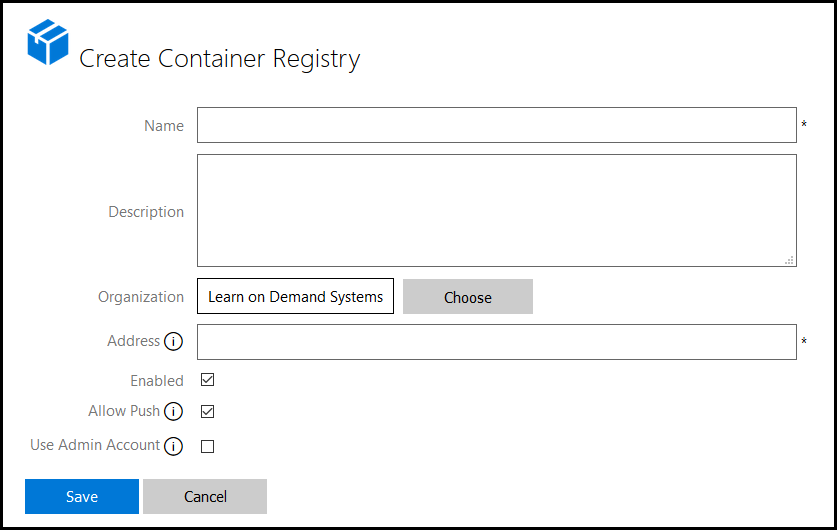 Create Container Registry
Name *
Description
Organization Learn on Demand Systems Choose
Address i *
Enabled
Allow Push i
Use Admin Account i
Save Cancel